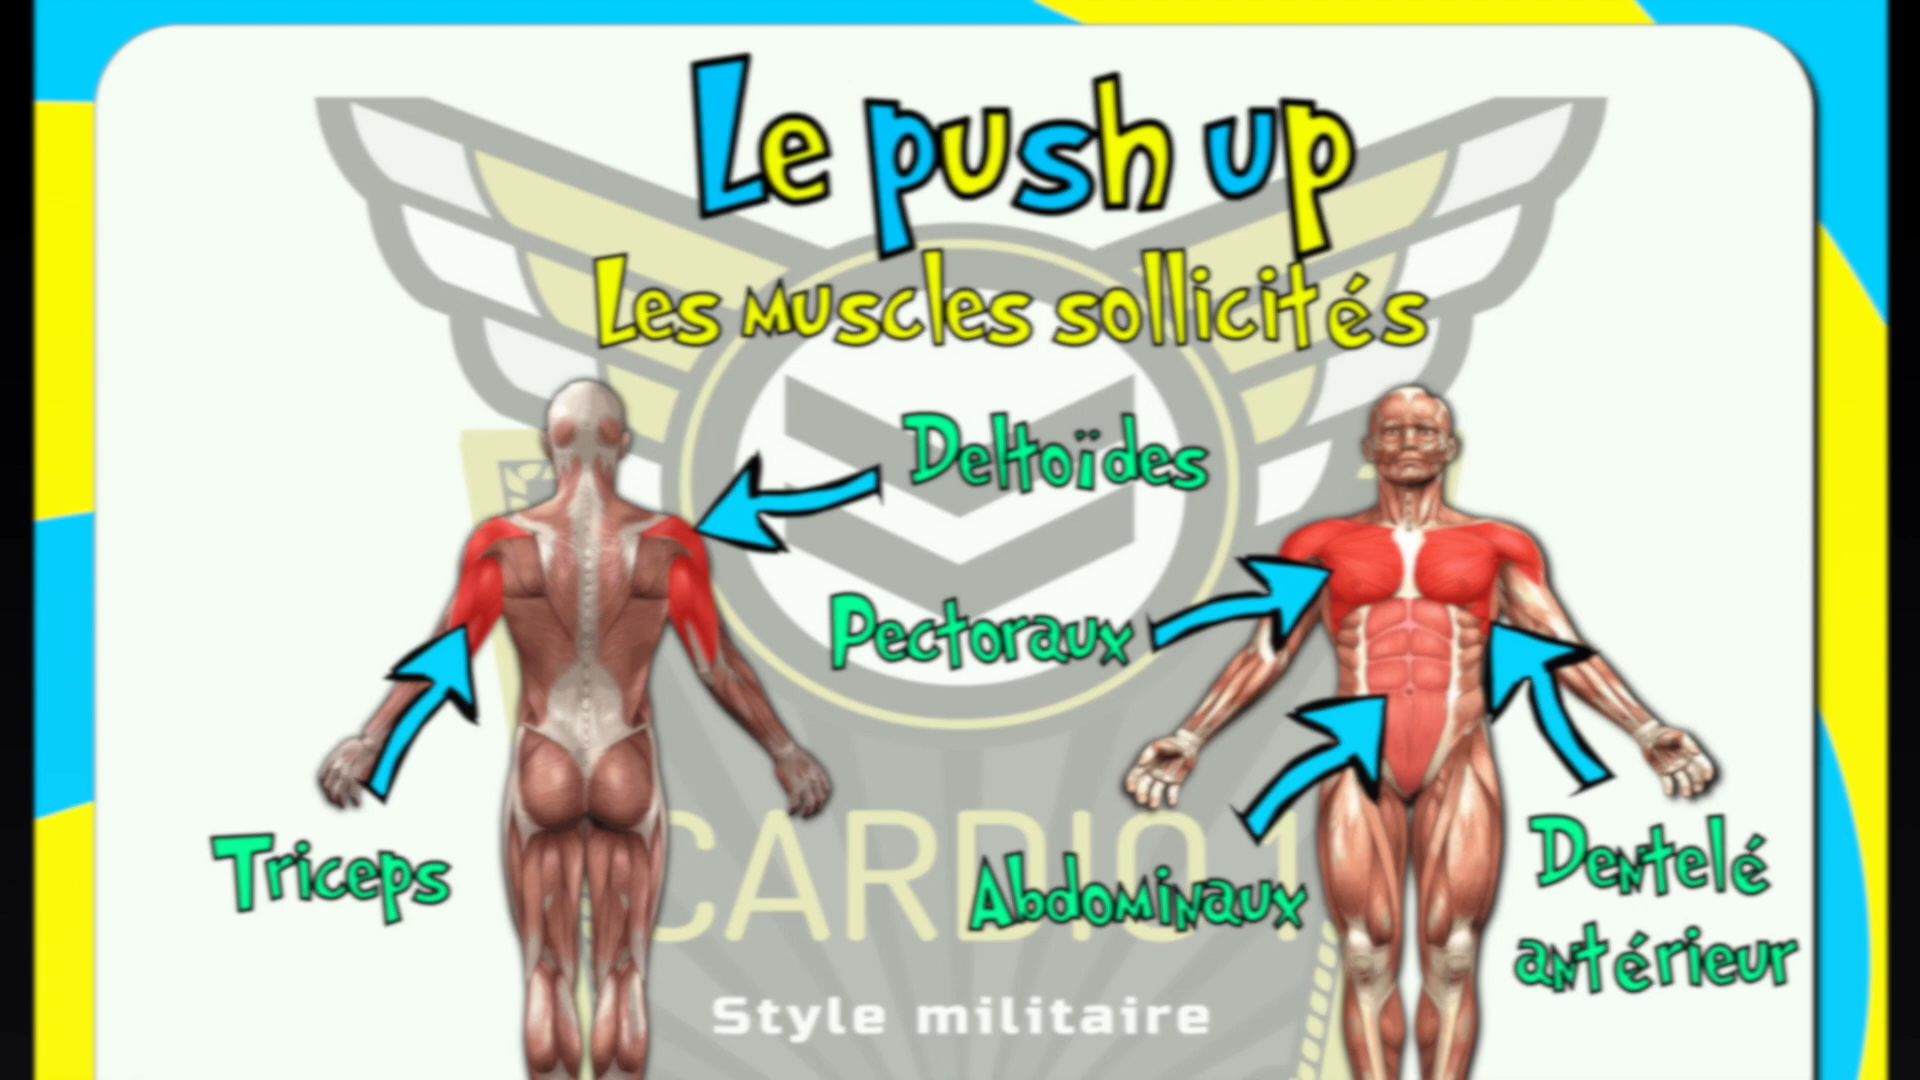 Le push up
Les muscles sollicités
Deltoïdes
Pectoraux
Triceps
Abdominaux
Dentelé
antérieur
CARDIO 1
Style militaire